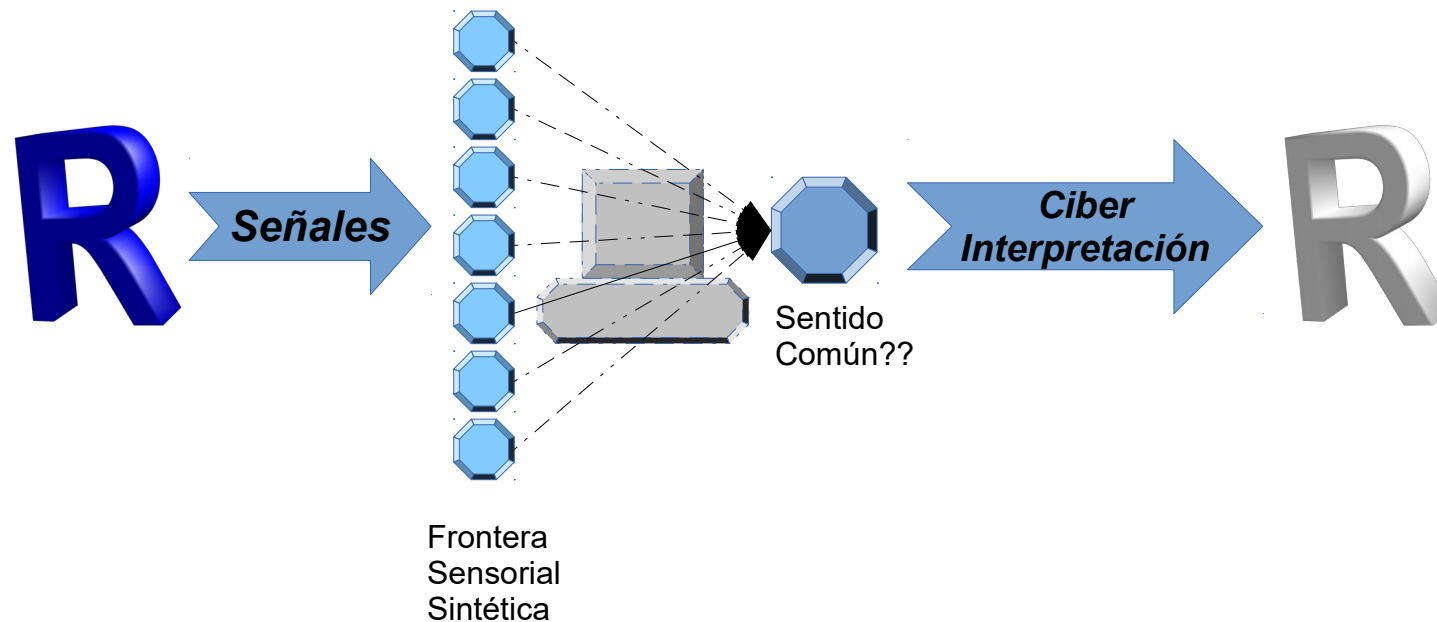 R
Señales
Ciber
Interpretación
R
Sentido
Común??
Frontera
Sensorial
Sintética